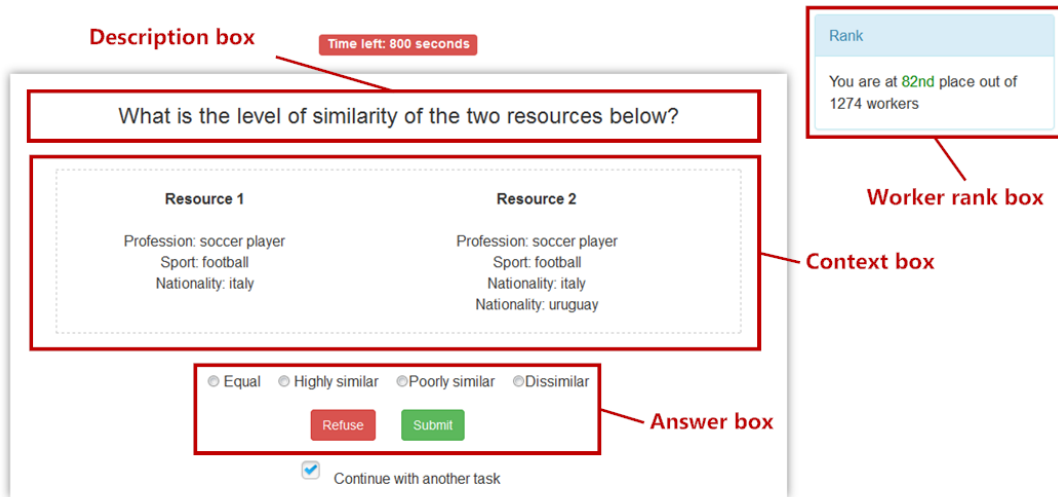 Description box
Time left: 800 seconds
Rank
You are at 82nd place out of
1274 workers
Worker rank box
What is the level of similarity of the two resources below?
Resource 1
Resource 2
Profession: soccer player
Sport: football
Nationality: italy
Profession: soccer player
Sport: football
Nationality: italy
Nationality: uruguay
Context box
Equal Highly similar Poorly similar Dissimilar
Refuse Submit
Answer box
Continue with another task